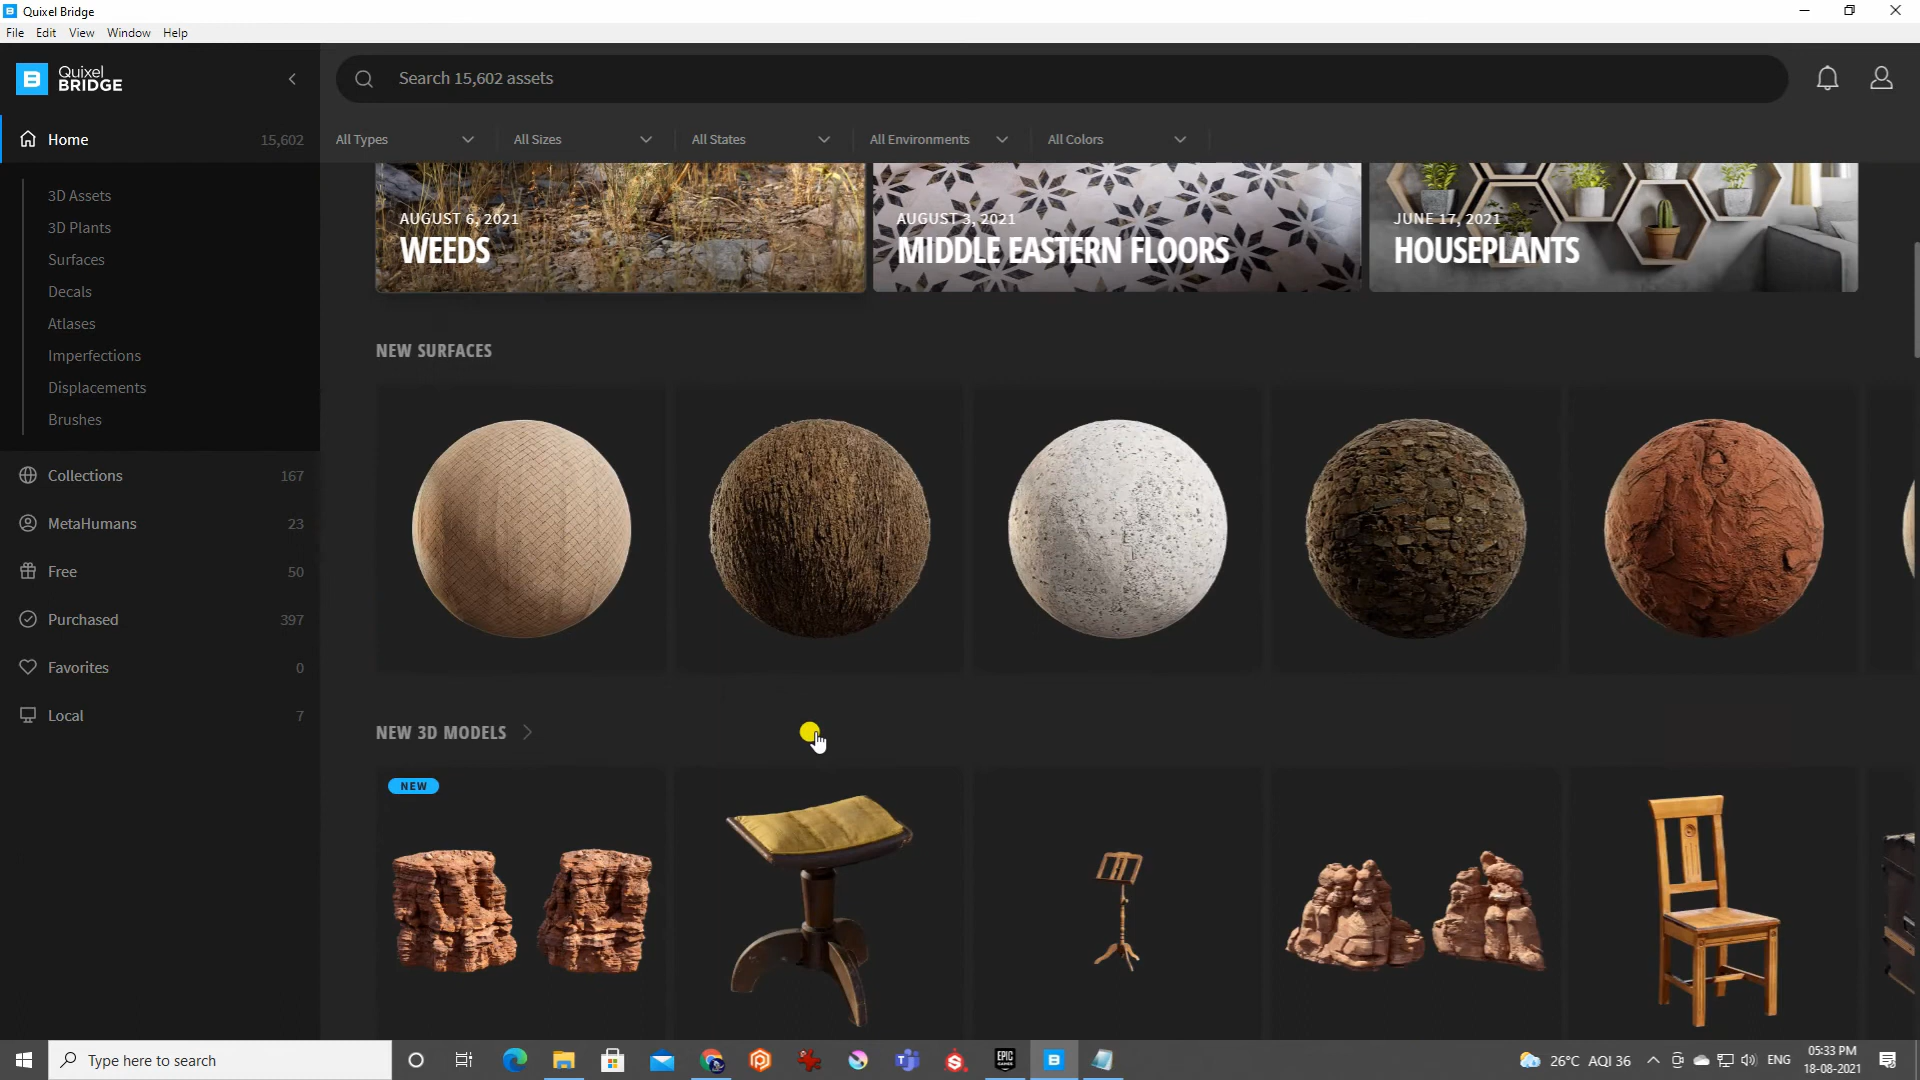 Quixel Bridge
File Edit View Window Help
Quixel
BRIDGE
Search 15,602 assets
Home 15,602
All Types All Sizes All States All Environments All Colors
3D Assets
3D Plants
Surfaces
Decals
Atlases
Imperfections
Displacements
Brushes
Collections 167
MetaHumans 23
Free 50
Purchased 397
Favorites 0
Local 7
AUGUST 6, 2021
WEEDS
AUGUST 3, 2021
MIDDLE EASTERN FLOORS
JUNE 17, 2021
HOUSEPLANTS
NEW SURFACES
NEW 3D MODELS
NEW
Type here to search
EPIC
GAMES
26°C AQI 36
ENG
05:33 PM
18-08-2021